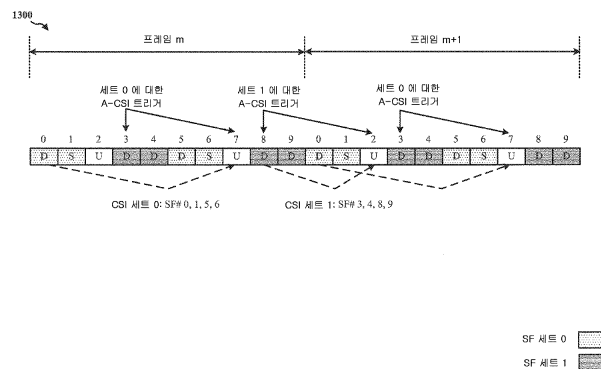 1300
프레임 m
프레임 m+1
세트 0 에 대한
A-CSI 트리거
세트 1 에 대한
A-CSI 트리거
세트 0 에 대한
A-CSI 트리거
0 1 2 3 4 5 6 7 8 9 0 1 2 3 4 5 6 7 8 9
D S U D D D S U D D D S U D D D S U D D
CSI 세트 0: SF# 0, 1, 5, 6
CSI 세트 1: SF# 3, 4, 8, 9
SF 세트 0
SF 세트 1